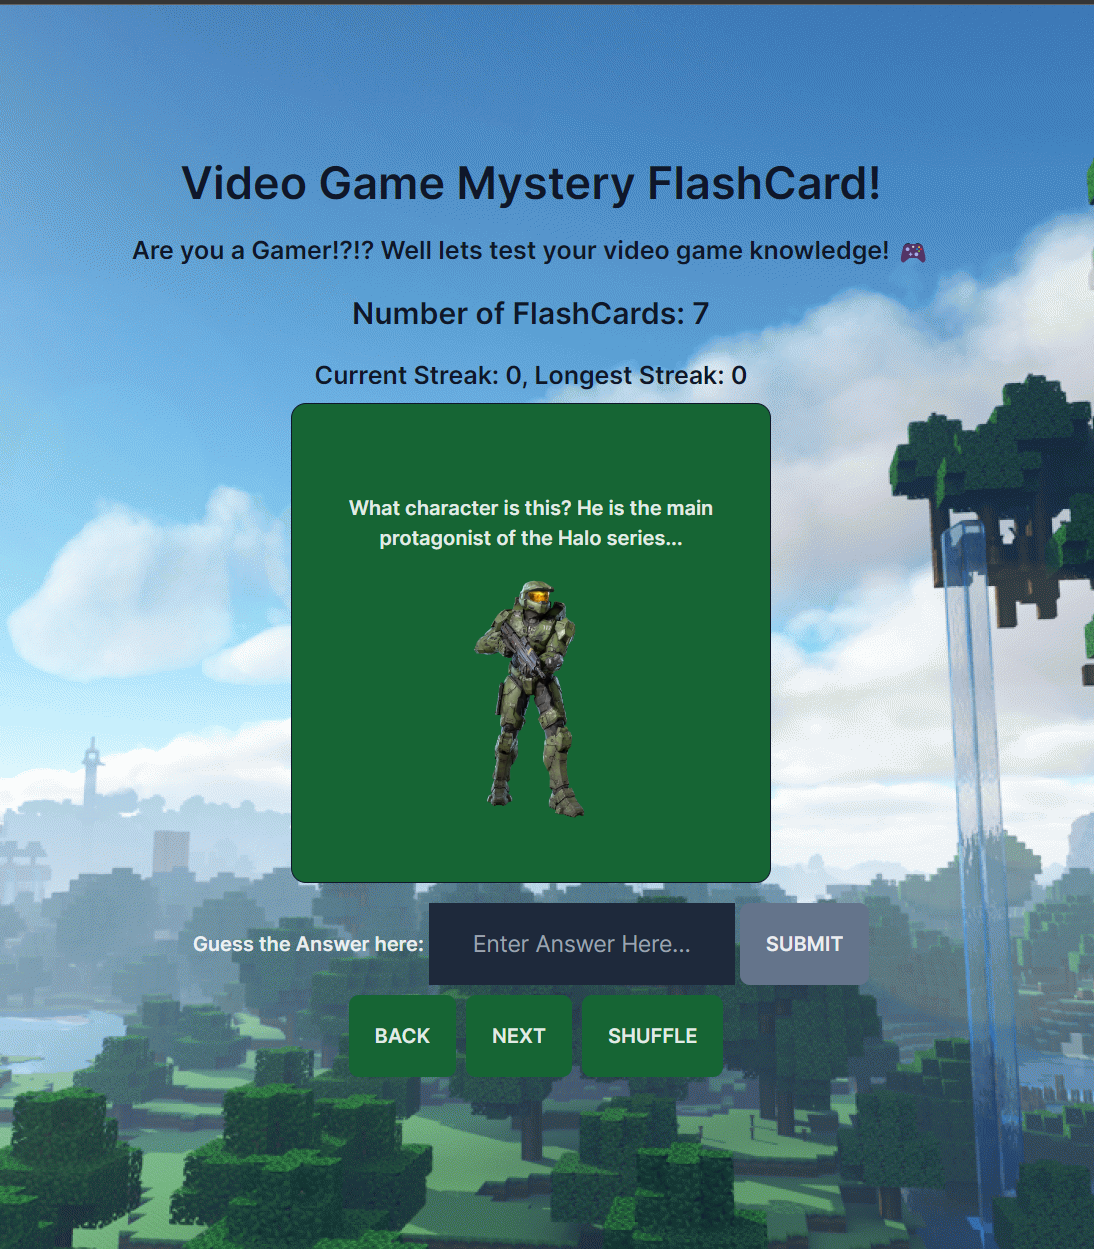 Video Game Mystery FlashCard!
Are you a Gamer!?!? Well lets test your video game knowledge! 🎮
Number of FlashCards: 7
Current Streak: 0, Longest Streak: 0
What character is this? He is the main
protagonist of the Halo series...
Guess the Answer here: Enter Answer Here... SUBMIT
BACK NEXT SHUFFLE